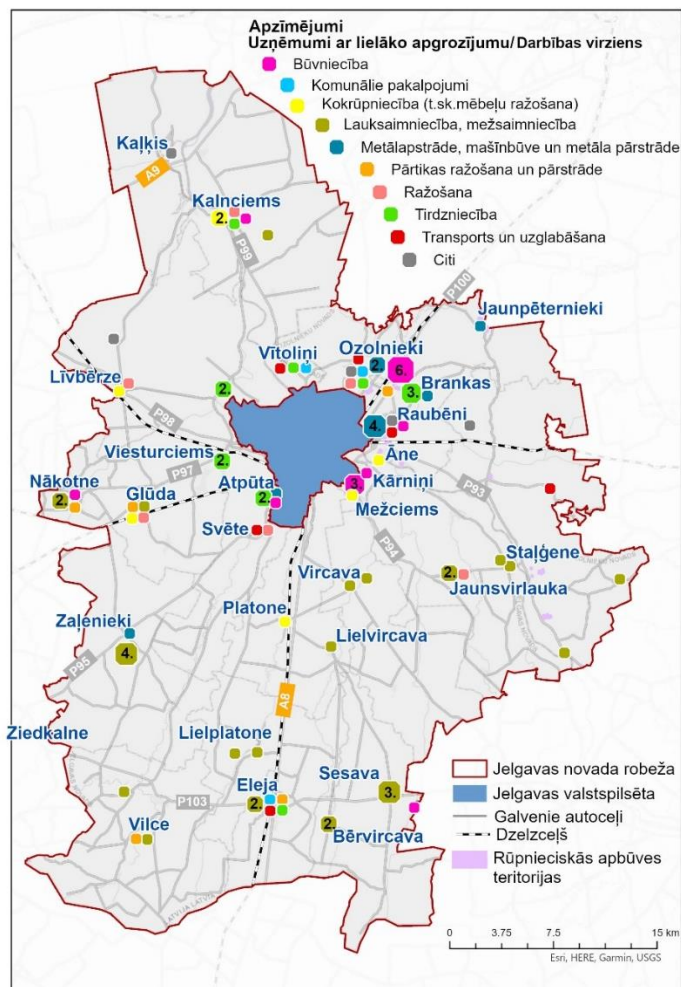 Apzīmējumi
Uzņēmumi ar lielāko apgrozījumu/Darbības virziens
Būvniecība
Komunālie pakalpojumi
Kokrūpniecība (t.sk.mēbeļu ražošana)
Lauksaimniecība, mežsaimniecība
Metālapstrāde, mašīnbūve un metāla pārstrāde
Pārtikas ražošana un pārstrāde
Ražošana
Tirdzniecība
Transports un uzglabāšana
Citi
Kaļķis
A9
Kalnciems
2.
P99
P100
Jaunpēternieki
Vītoliņi
Ozolnieki
2.
6.
Līvbērze
2.
Brankas
3.
P98
Raubēni
4.
Viesturciems
2.
Āne
P97
Nākotne
2.
Glūda
Atpūta
2.
3.
Kārniņi
P93
Mežciems
Svēte
P94
Staļģene
Vircava
2.
Jaunsvirlauka
Platone
Zaļenieki
4.
Lielvircava
P95
A8
Ziedkalne
Lielplatone
Eleja
Sesava
3.
P103
2.
2.
Vilce
Bērvircava
Jelgavas novada robeža
Jelgavas valstspilsēta
Galvenie autoceļi
Dzelzceļš
Rūpnieciskās apbūves
teritorijas
0 3.75 7.5 15 km
Esri, HERE, Garmin, USGS